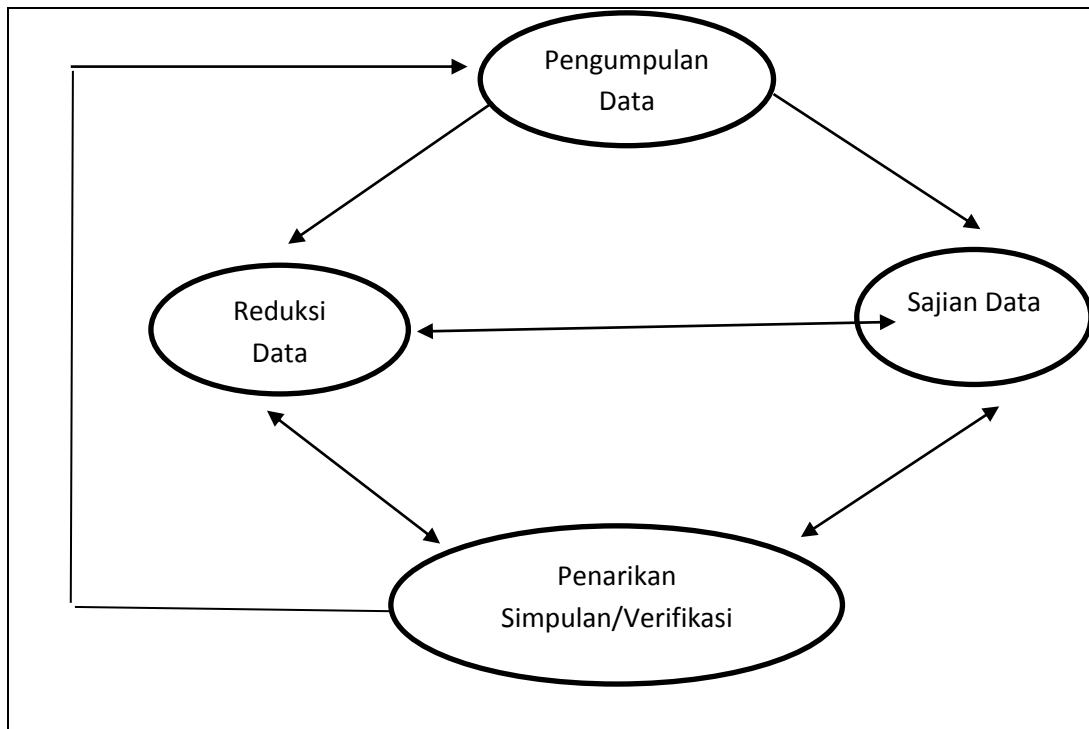 Pengumpulan
Data
Reduksi
Data
Sajian Data
Penarikan
Simpulan/Verifikasi